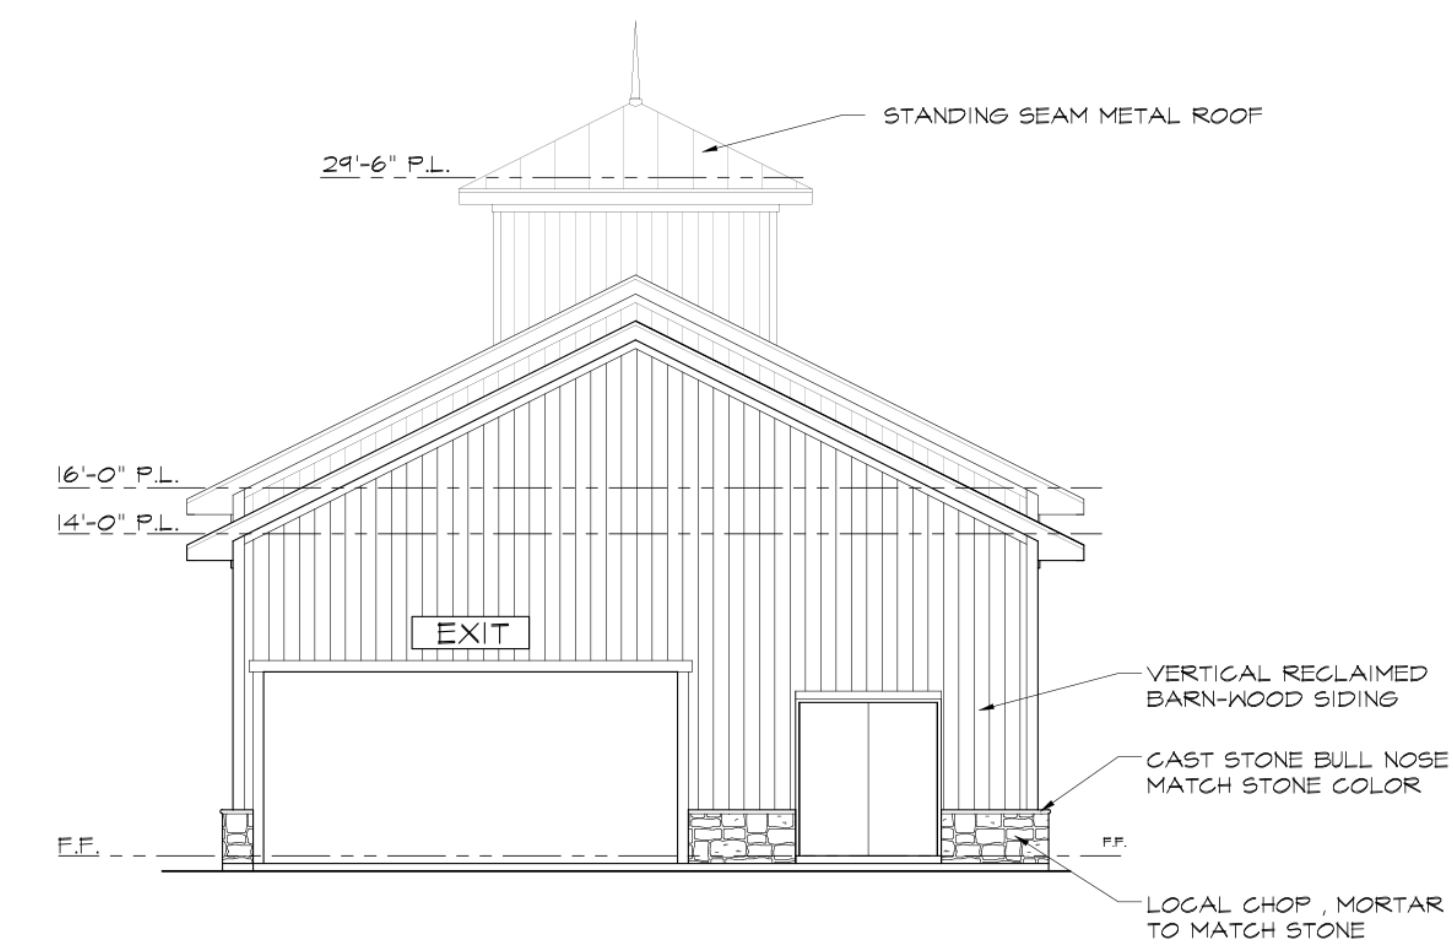 STANDING SEAM METAL ROOF
29'-6" P.L.
16'-0" P.L.
14'-0" P.L.
EXIT
VERTICAL RECLAIMED
BARN-WOOD SIDING
CAST STONE BULL NOSE
MATCH STONE COLOR
F.F.
F.F.
LOCAL CHOP , MORTAR
TO MATCH STONE